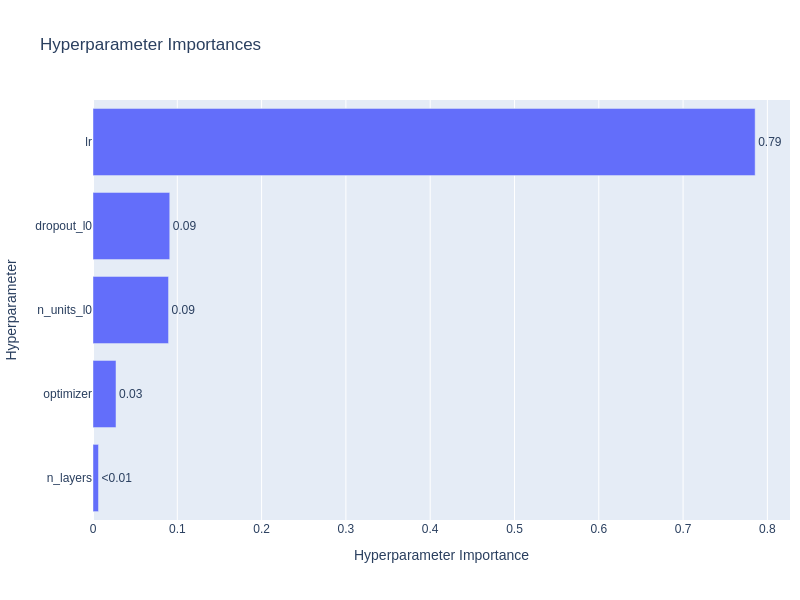 Hyperparameter Importances
lr
0.79
dropout_l0
0.09
n_units_l0
0.09
optimizer
0.03
n_layers
<0.01
0 0.1 0.2 0.3 0.4 0.5 0.6 0.7 0.8
Hyperparameter Importance
Hyperparameter